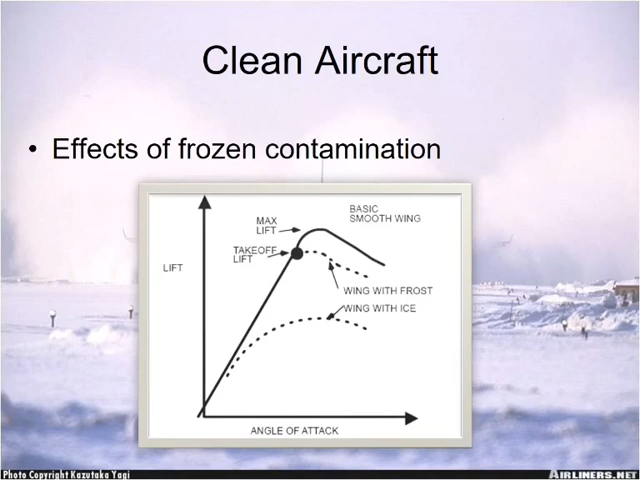 Clean Aircraft
• Effects of frozen contamination
BASIC
SMOOTH WING
MAX
LIFT
TAKEOFF
LIFT
LIFT
WING WITH FROST
WING WITH ICE
ANGLE OF ATTACK
Photo Copyright Kazutaka Yagi
AIRLINERS.NET